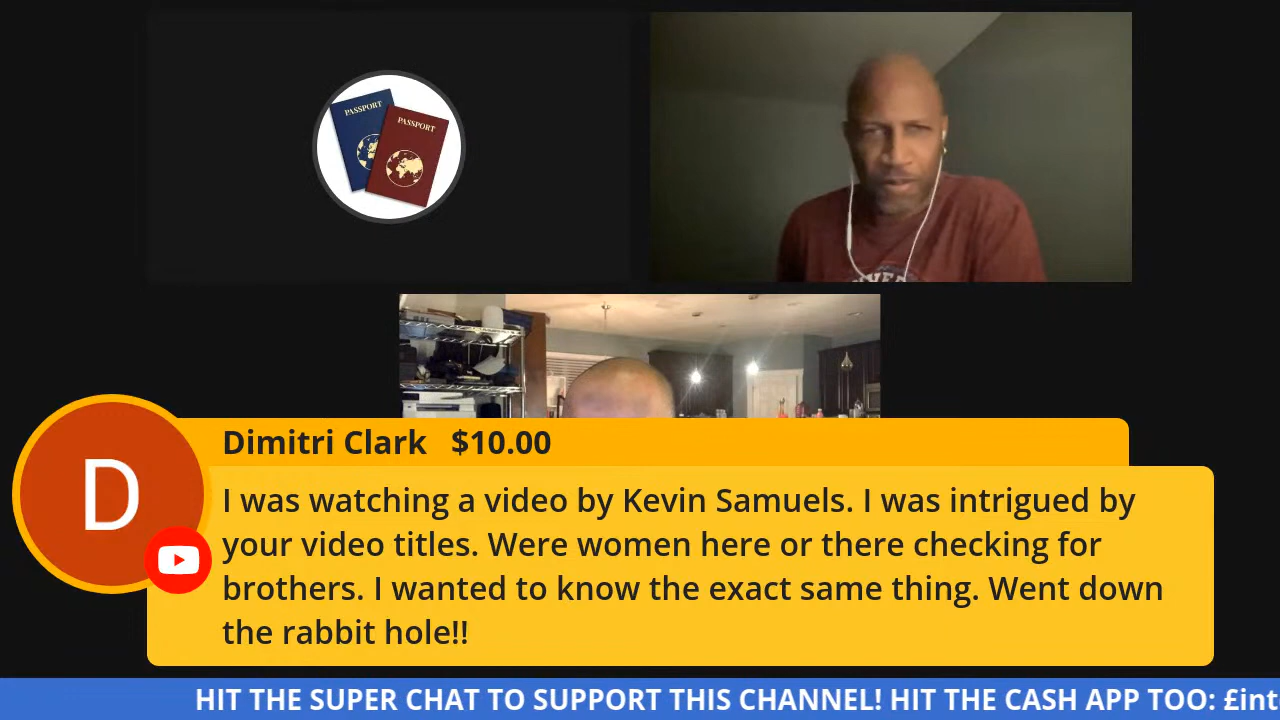 PASSPORT
PASSPORT
Dimitri Clark $10.00
I was watching a video by Kevin Samuels. I was intrigued by
your video titles. Were women here or there checking for
brothers. I wanted to know the exact same thing. Went down
the rabbit hole!!
D
HIT THE SUPER CHAT TO SUPPORT THIS CHANNEL! HIT THE CASH APP TOO: £int